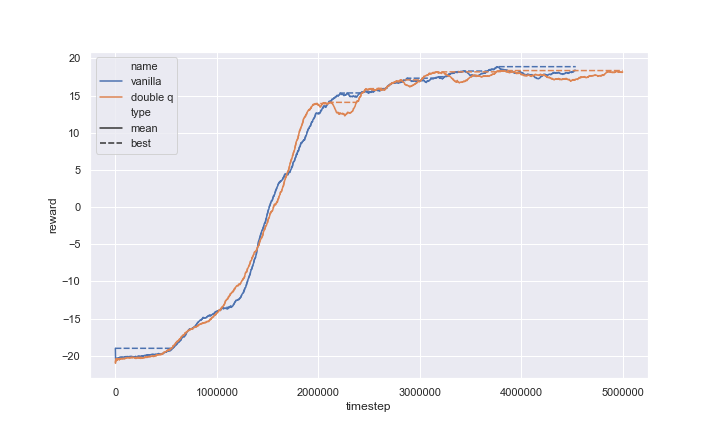 20
15
10
5
0
−5
−10
−15
−20
reward
name
vanilla
double q
type
mean
best
0
1000000
2000000
3000000
4000000
5000000
timestep